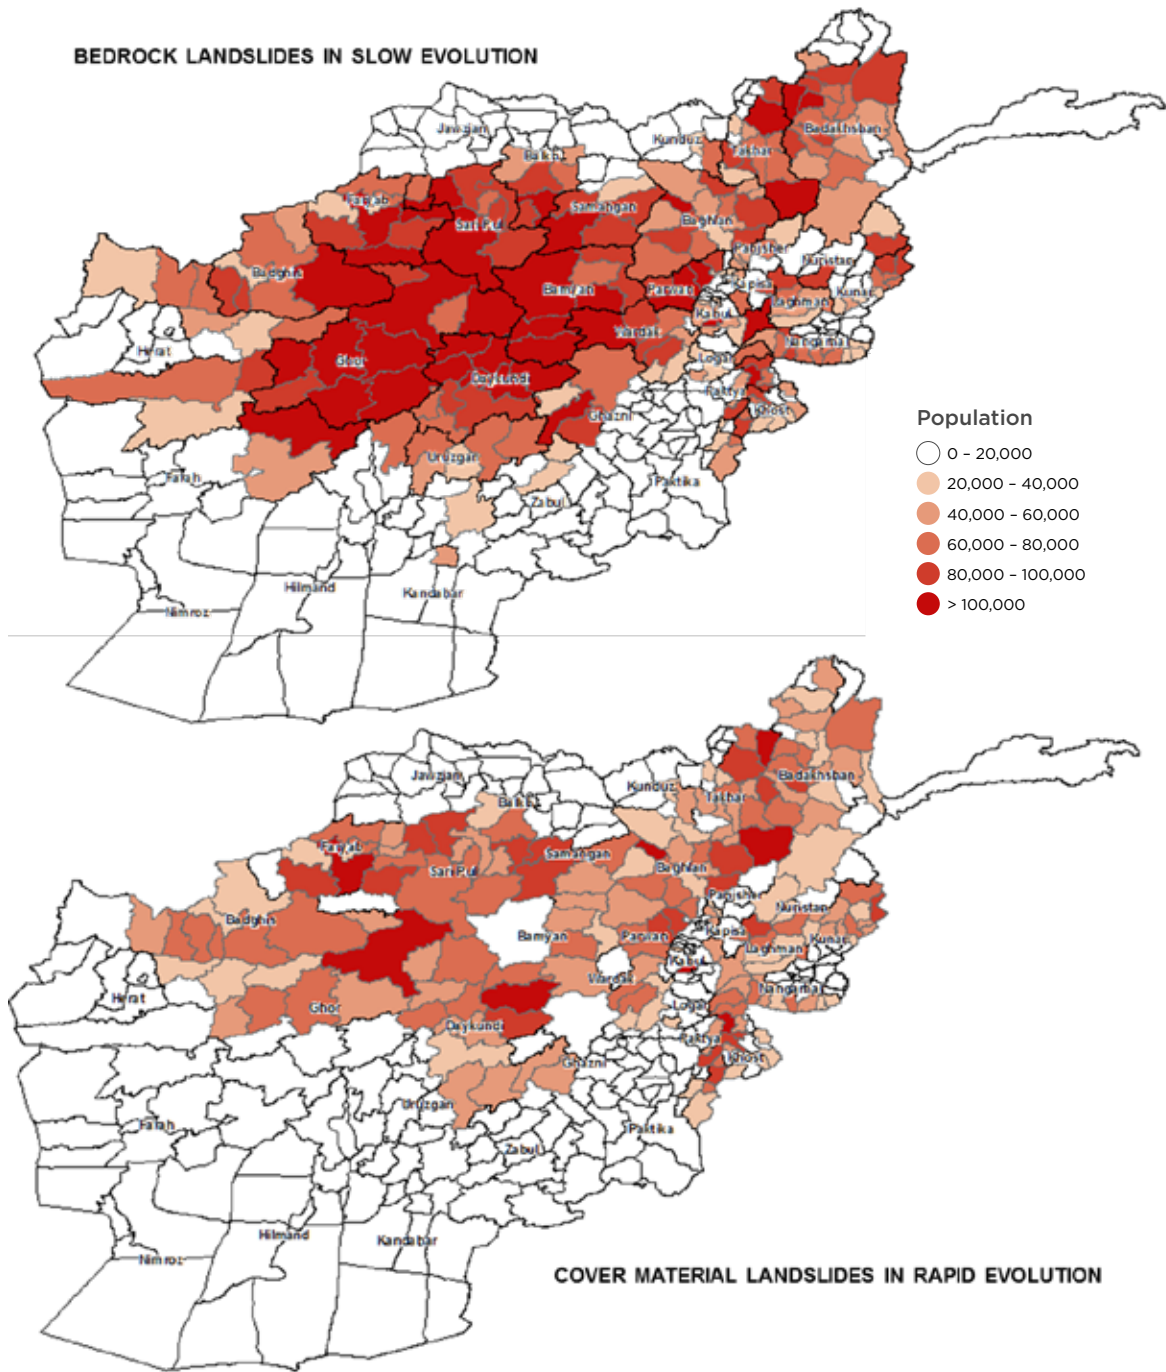 BEDROCK LANDSLIDES IN SLOW EVOLUTION
Jawzjan
Kunduz
Balkh
Takhar
Badakhshan
Faryab
Sari Pul
Samangan
Baghlan
Panjsher
Nuristan
Badghis
Bamyan
Parwan
Kapisa
Laghman
Kunar
Kabul
Hirat
Ghor
Wardak
Logar
Nangarhar
Daykundi
Paktya
Khost
Ghazni
Uruzgan
Farah
Zabul
Paktika
Hilmand
Kandahar
Nimroz
Population
0 – 20,000
20,000 – 40,000
40,000 – 60,000
60,000 – 80,000
80,000 – 100,000
> 100,000
Jawzjan
Kunduz
Balkh
Takhar
Badakhshan
Faryab
Sari Pul
Samangan
Baghlan
Panjsher
Nuristan
Badghis
Bamyan
Parwan
Kapisa
Laghman
Kunar
Kabul
Hirat
Ghor
Wardak
Logar
Nangarhar
Daykundi
Paktya
Khost
Ghazni
Uruzgan
Farah
Zabul
Paktika
Hilmand
Kandahar
Nimroz
COVER MATERIAL LANDSLIDES IN RAPID EVOLUTION